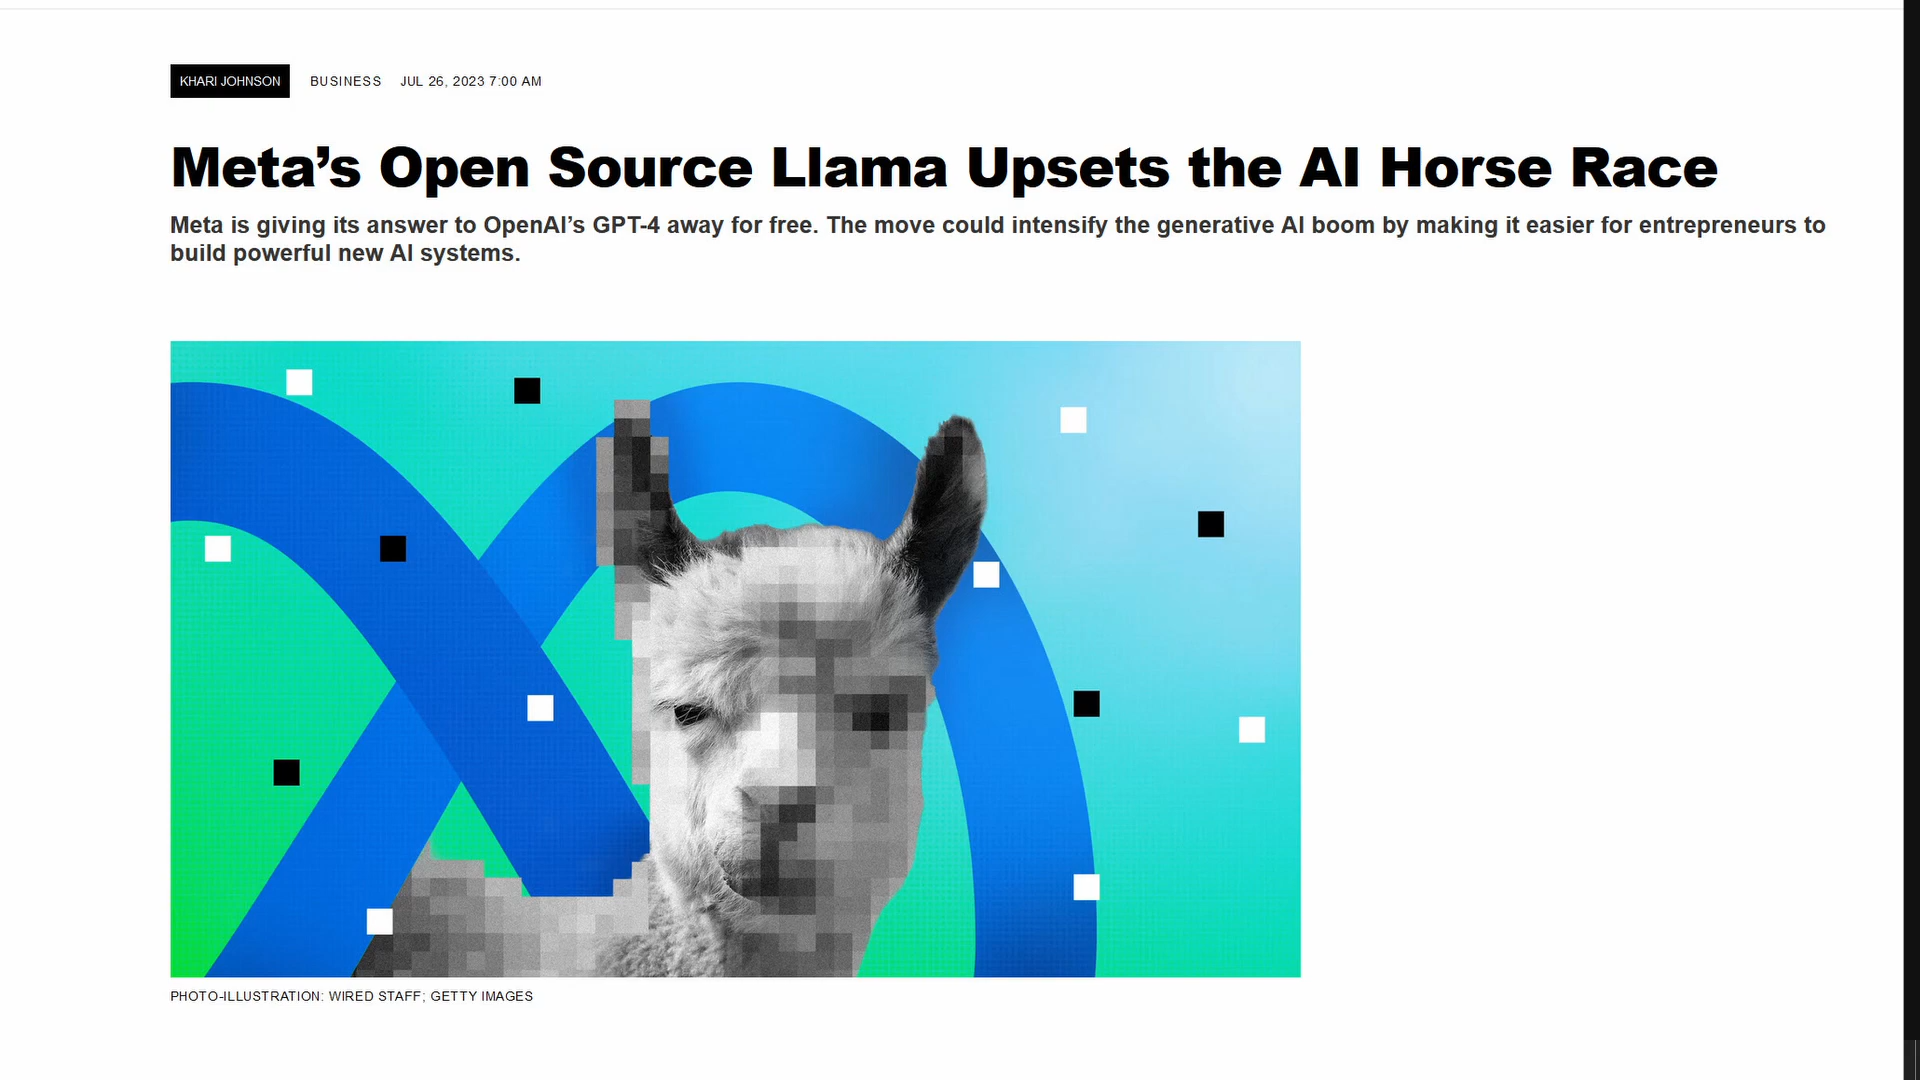 KHARI JOHNSON BUSINESS JUL 26, 2023 7:00 AM
Meta’s Open Source Llama Upsets the AI Horse Race
Meta is giving its answer to OpenAI’s GPT-4 away for free. The move could intensify the generative AI boom by making it easier for entrepreneurs to
build powerful new AI systems.
PHOTO-ILLUSTRATION: WIRED STAFF; GETTY IMAGES